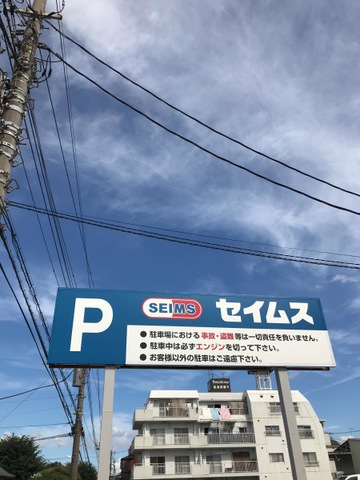 P SEIMS セイムス
● 駐車場における事故・盗難等は一切責任を負いません。
● 駐車中は必ずエンジンを切って下さい。
● お客様以外の駐車はご遠慮下さい。